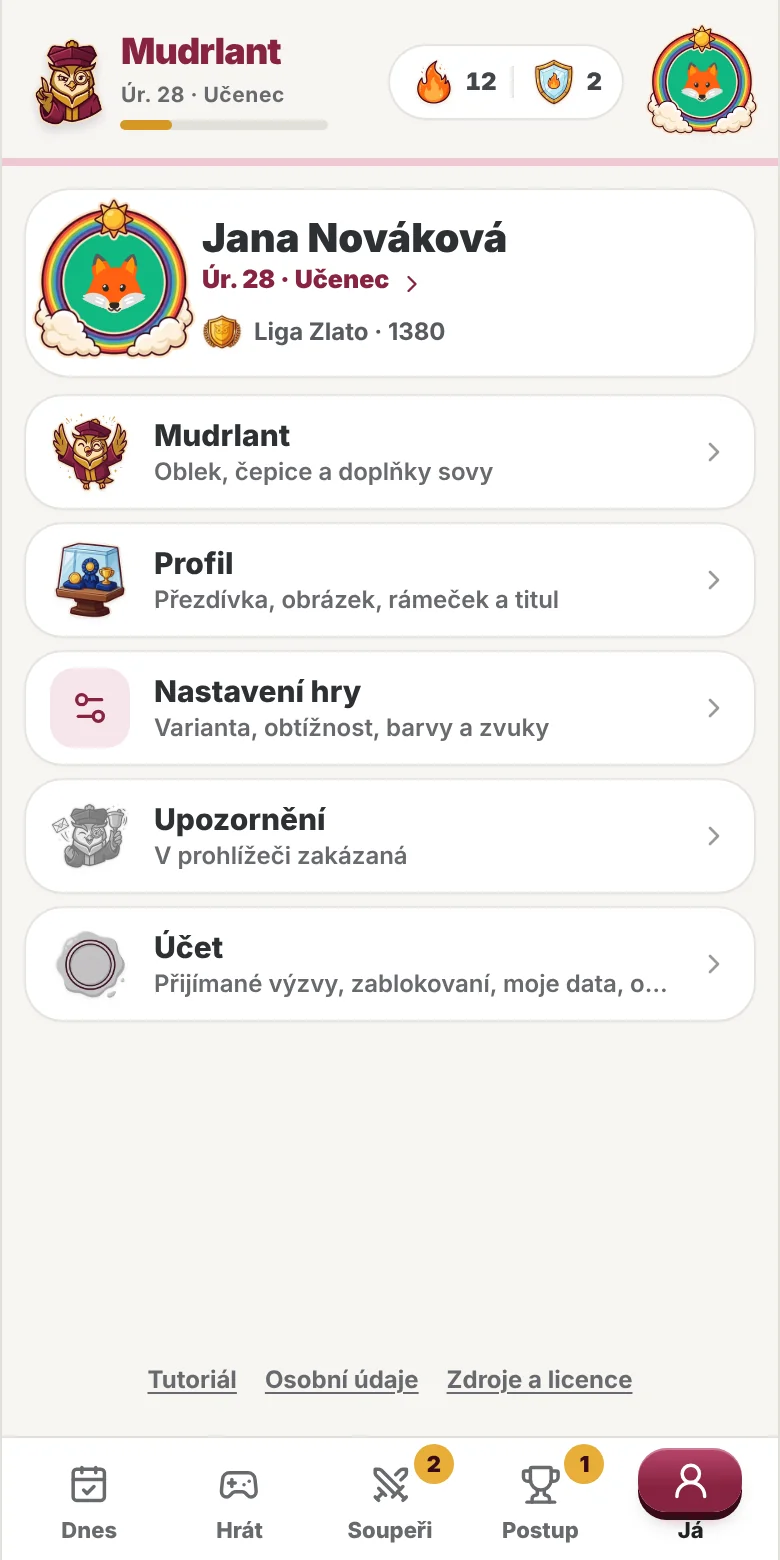 Mudrlant
Úr. 28 · Učenec
12
2
Jana Nováková
Úr. 28 · Učenec
Liga Zlato · 1380
Mudrlant
Oblek, čepice a doplňky sovy
Profil
Přezdívka, obrázek, rámeček a titul
Nastavení hry
Varianta, obtížnost, barvy a zvuky
Upozornění
V prohlížeči zakázaná
Účet
Přijímané výzvy, zablokovaní, moje data, o...
Tutoriál Osobní údaje Zdroje a licence
2
1
Dnes Hrát Soupeři Postup Já